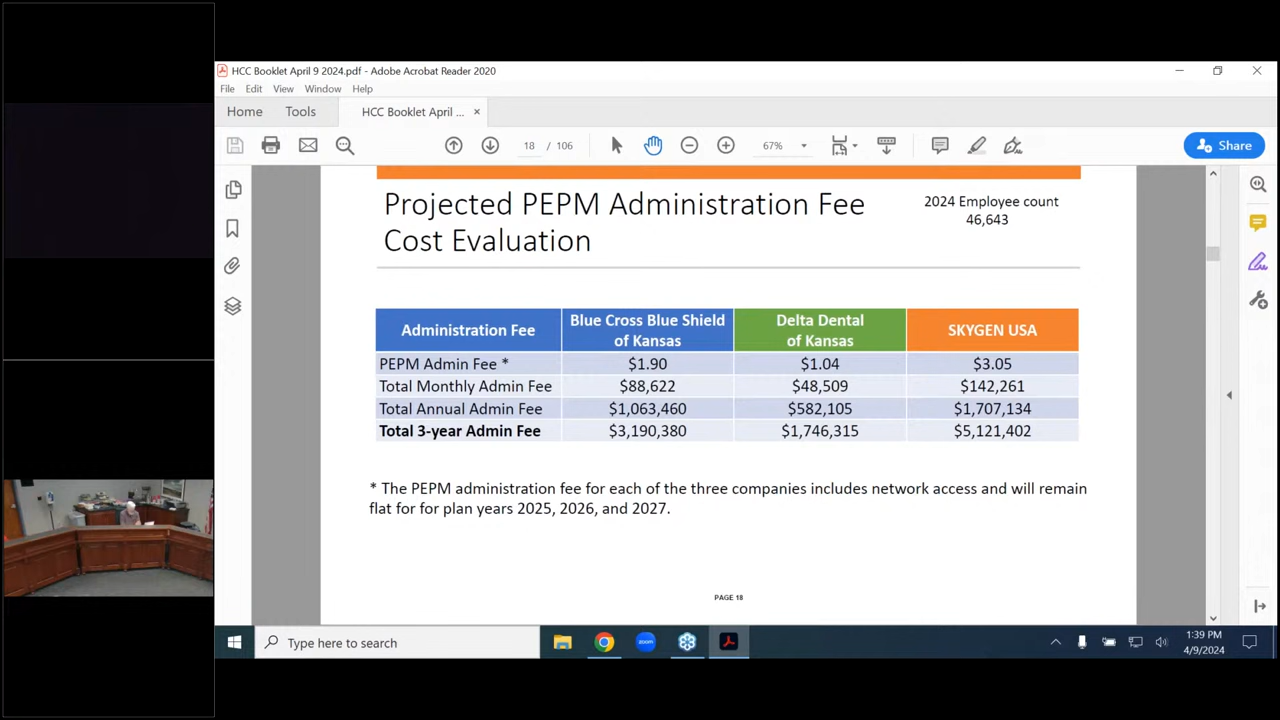 HCC Booklet April 9 2024.pdf - Adobe Acrobat Reader 2020
File Edit View Window Help
Home Tools HCC Booklet April ... ×
18 / 106 67% Share
Projected PEPM Administration Fee
Cost Evaluation
2024 Employee count
46,643
Administration Fee Blue Cross Blue Shield of Kansas Delta Dental of Kansas SKYGEN USA
PEPM Admin Fee * $1.90 $1.04 $3.05
Total Monthly Admin Fee $88,622 $48,509 $142,261
Total Annual Admin Fee $1,063,460 $582,105 $1,707,134
Total 3-year Admin Fee $3,190,380 $1,746,315 $5,121,402
* The PEPM administration fee for each of the three companies includes network access and will remain
flat for for plan years 2025, 2026, and 2027.
PAGE 18
Type here to search
zoom
1:39 PM
4/9/2024